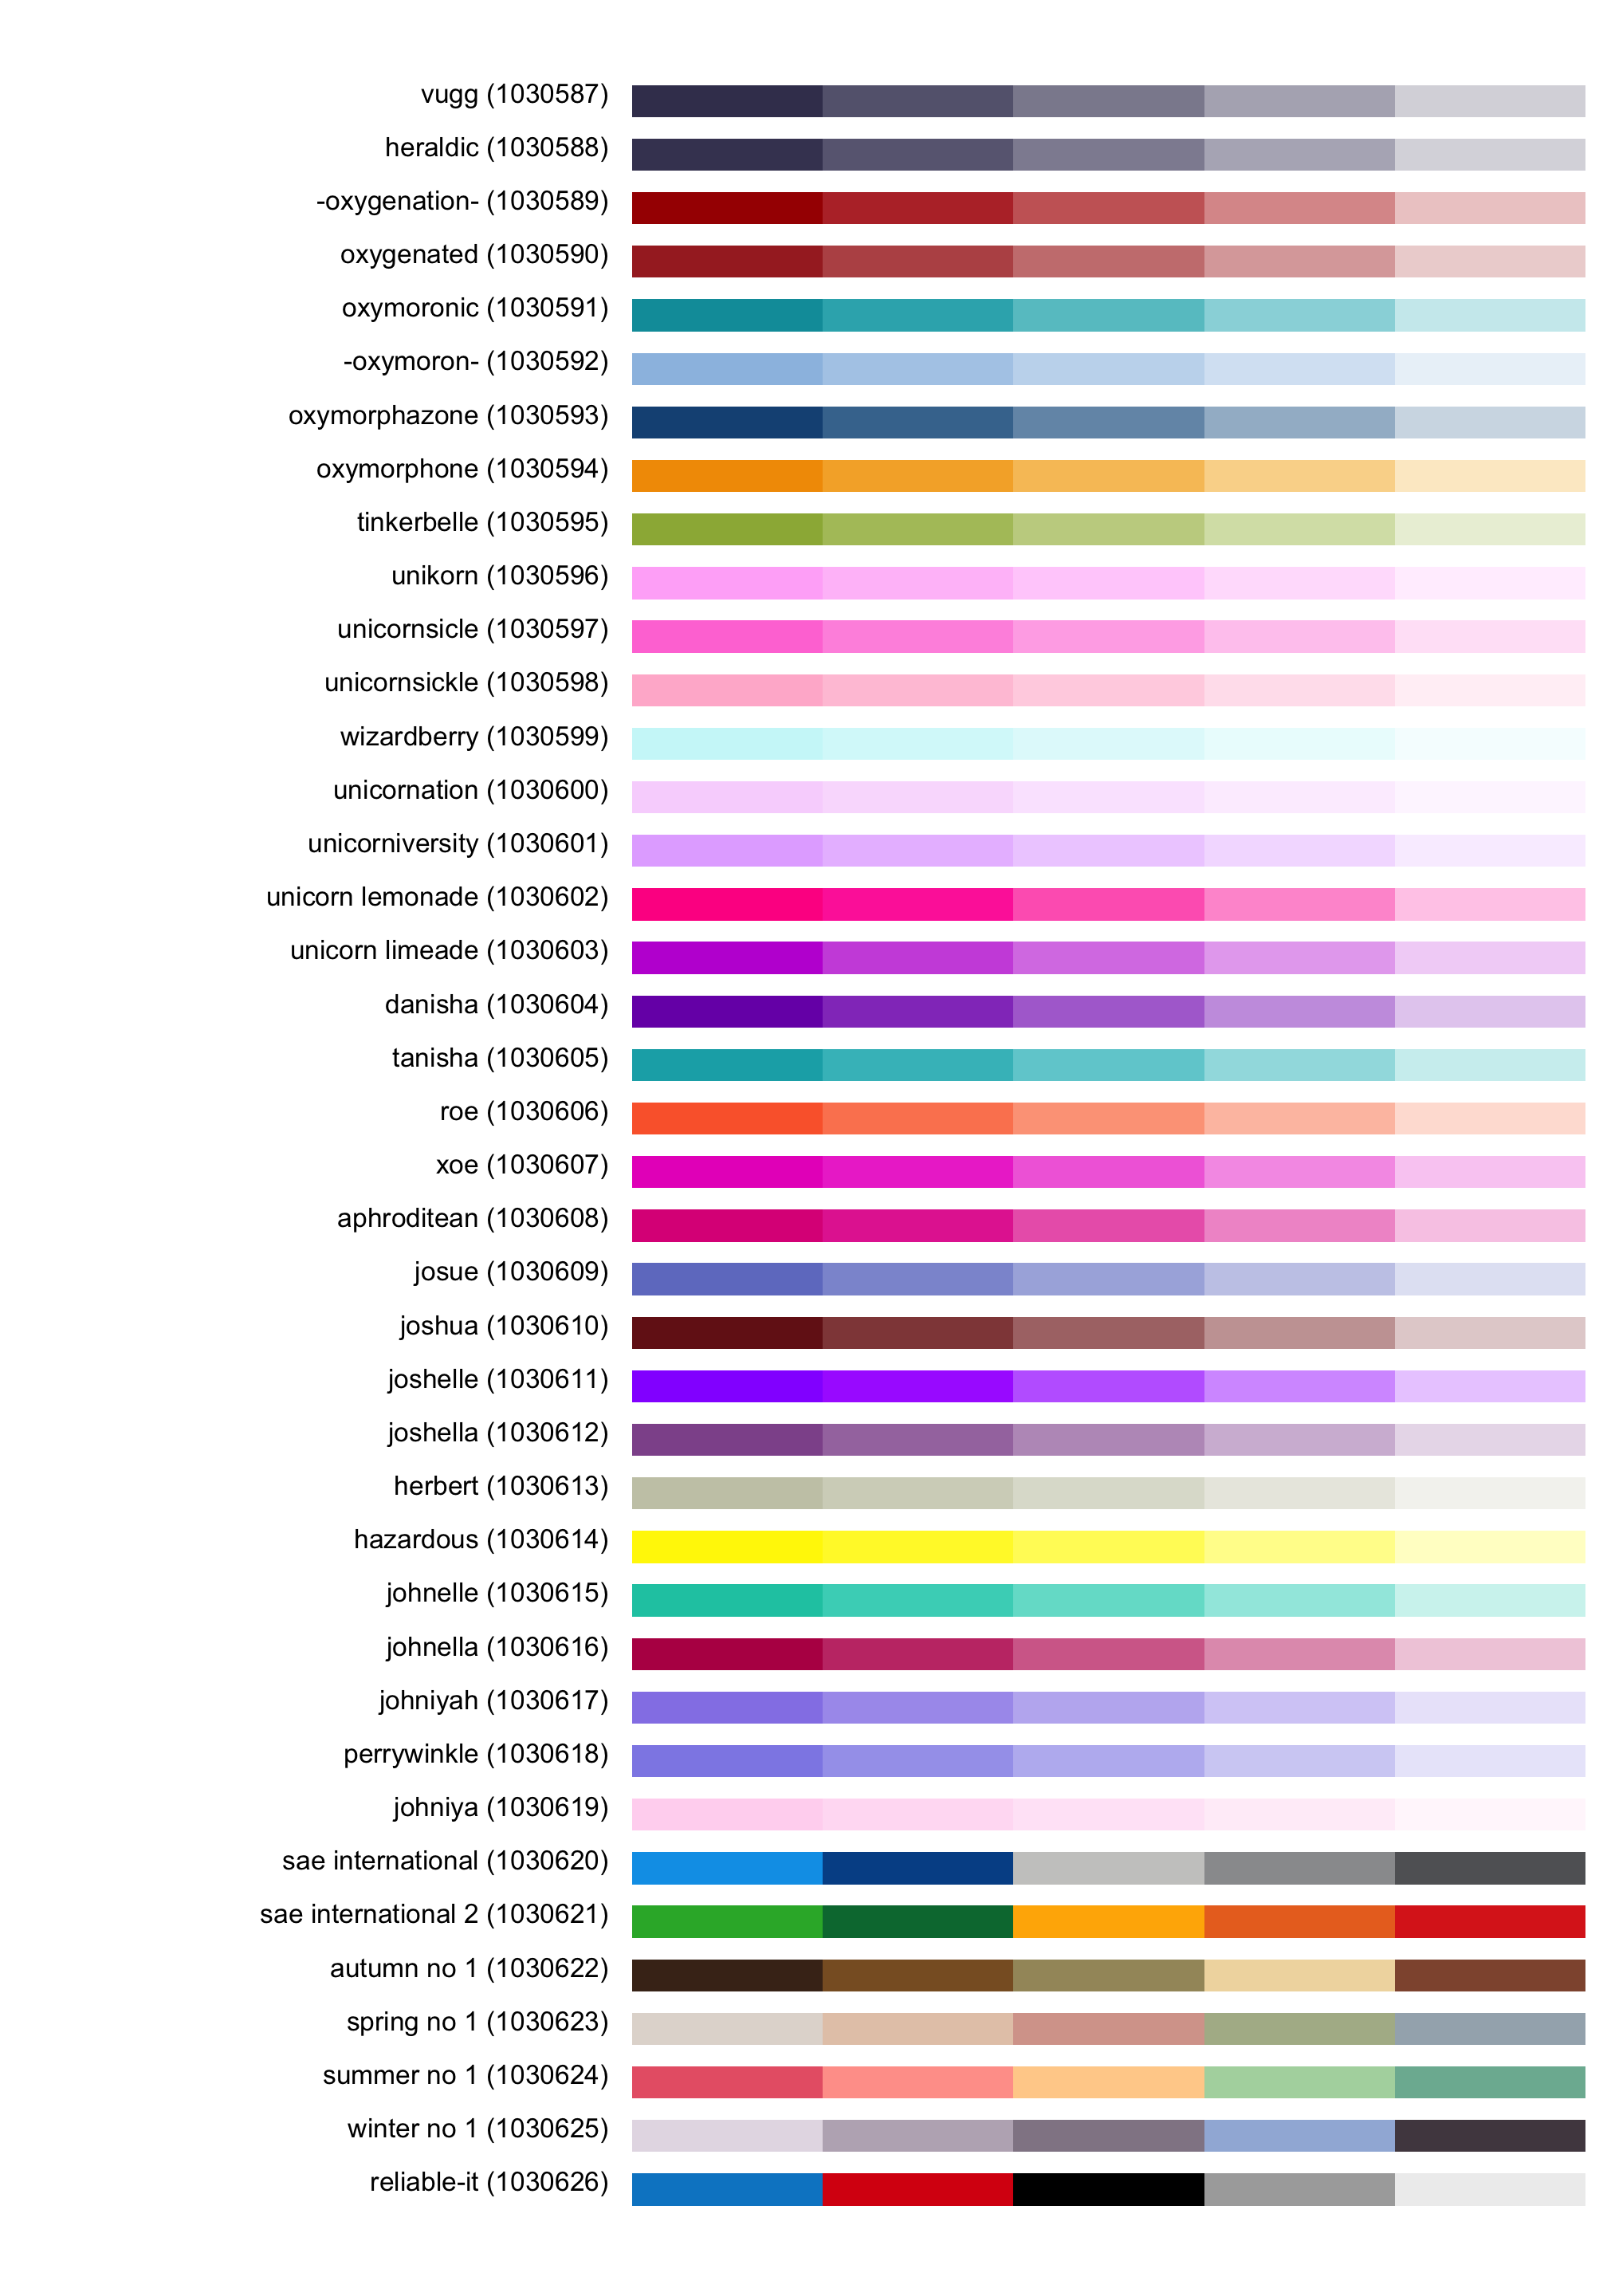 vugg (1030587)
heraldic (1030588)
-oxygenation- (1030589)
oxygenated (1030590)
oxymoronic (1030591)
-oxymoron- (1030592)
oxymorphazone (1030593)
oxymorphone (1030594)
tinkerbelle (1030595)
unikorn (1030596)
unicornsicle (1030597)
unicornsickle (1030598)
wizardberry (1030599)
unicornation (1030600)
unicorniversity (1030601)
unicorn lemonade (1030602)
unicorn limeade (1030603)
danisha (1030604)
tanisha (1030605)
roe (1030606)
xoe (1030607)
aphroditean (1030608)
josue (1030609)
joshua (1030610)
joshelle (1030611)
joshella (1030612)
herbert (1030613)
hazardous (1030614)
johnelle (1030615)
johnella (1030616)
johniyah (1030617)
perrywinkle (1030618)
johniya (1030619)
sae international (1030620)
sae international 2 (1030621)
autumn no 1 (1030622)
spring no 1 (1030623)
summer no 1 (1030624)
winter no 1 (1030625)
reliable-it (1030626)